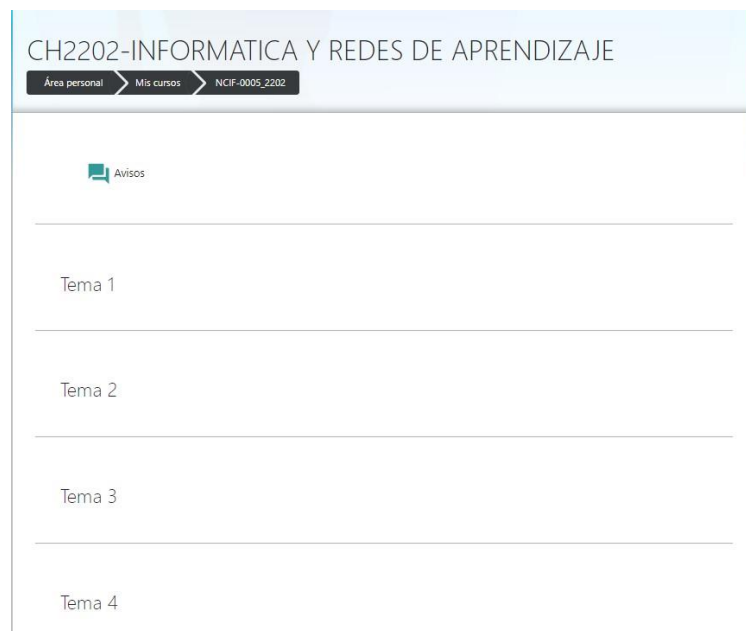 CH2202-INFORMATICA Y REDES DE APRENDIZAJE
Área personal Mis cursos NCIF-0005_2202
Avisos
Tema 1
Tema 2
Tema 3
Tema 4